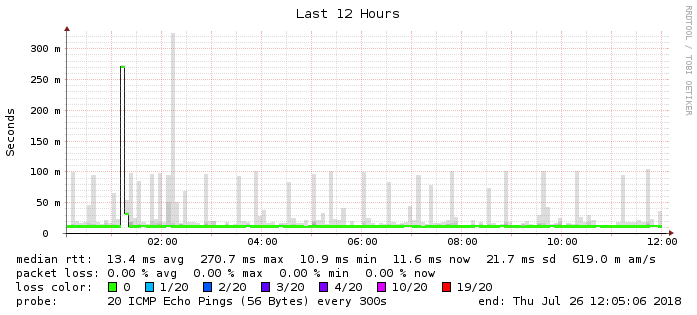 Last 12 Hours
RRDTOOL / TOBI OETIKER
Seconds
300 m
250 m
200 m
150 m
100 m
50 m
0
02:00 04:00 06:00 08:00 10:00 12:00
median rtt: 13.4 ms avg 270.7 ms max 10.9 ms min 11.6 ms now 21.7 ms sd 619.0 m am/s
packet loss: 0.00 % avg 0.00 % max 0.00 % min 0.00 % now
loss color: 0 1/20 2/20 3/20 4/20 10/20 19/20
probe: 20 ICMP Echo Pings (56 Bytes) every 300s end: Thu Jul 26 12:05:06 2018